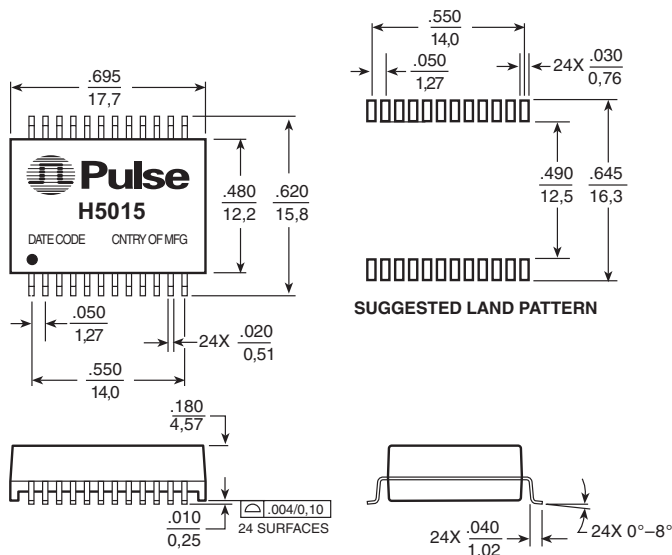 .695
17,7
Pulse
H5015
DATE CODE CNTRY OF MFG
.480
12,2
.620
15,8
.050
1,27
24X .020
0,51
.550
14,0
.550
14,0
.050
1,27
24X .030
0,76
.490
12,5
.645
16,3
SUGGESTED LAND PATTERN
.180
4,57
.010
0,25
.004/0,10
24 SURFACES
24X .040
1,02
24X 0°–8°